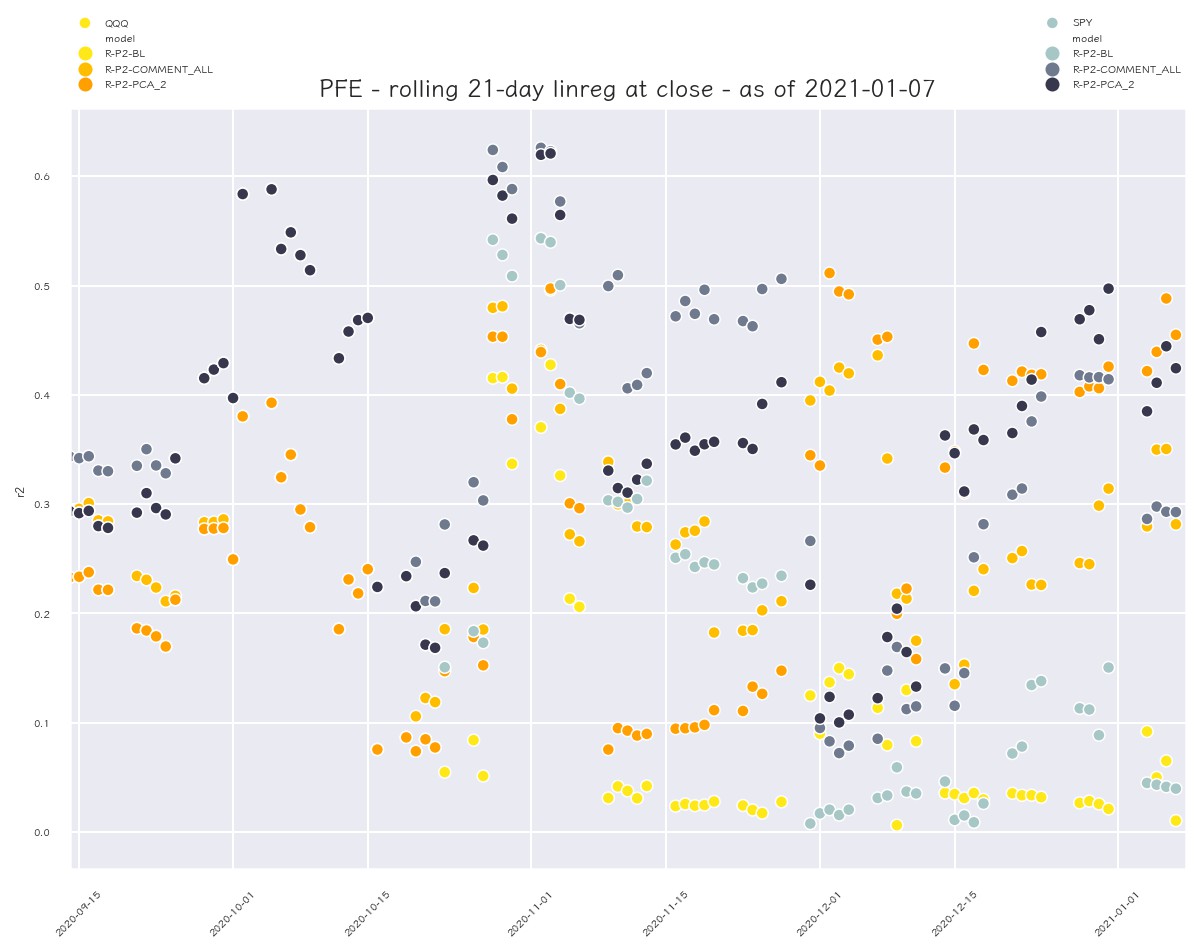 QQQ
model
R-P2-BL
R-P2-COMMENT_ALL
R-P2-PCA_2
SPY
model
R-P2-BL
R-P2-COMMENT_ALL
R-P2-PCA_2
PFE - rolling 21-day linreg at close - as of 2021-01-07
0.6
0.5
0.4
0.3
0.2
0.1
0.0
r2
2020-09-15
2020-10-01
2020-10-15
2020-11-01
2020-11-15
2020-12-01
2020-12-15
2021-01-01